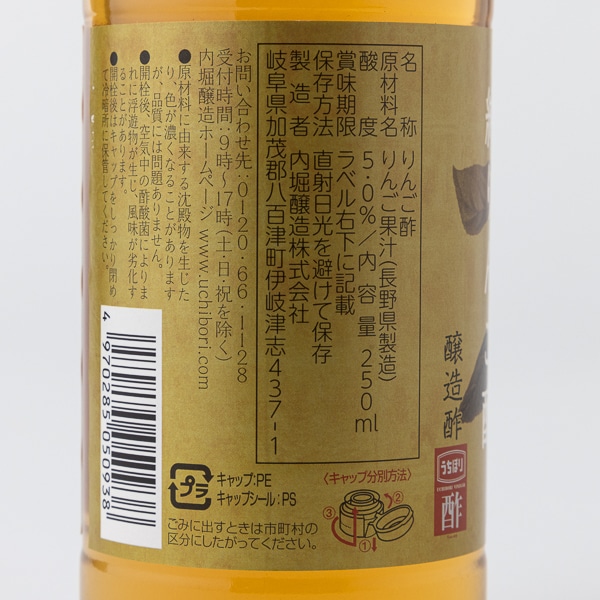 醸造酢
うちぼり
酢
名称　りんご酢
原材料名　りんご果汁(長野県製造)
酸度　5.0%/内容量 250ml
賞味期限　ラベル右下に記載
保存方法　直射日光を避けて保存
製造者　内堀醸造株式会社
岐阜県加茂郡八百津町伊岐津志437-1
お問い合わせ先:0120-66-1128
受付時間:9時〜17時(土・日・祝を除く)
内堀醸造ホームページ www.uchibori.com
●原材料に由来する沈殿物を生じた
り、色が濃くなることがあります
が、品質には問題ありません。
●開栓後、空気中の酢酸菌によりま
れに浮遊物が生じ、風味が劣化す
ることがあります。
●開栓後はキャップをしっかり閉め
て冷暗所に保管してください。
4 970285 050938
プラ
キャップ:PE
キャップシール:PS
〈キャップ分別方法〉
①
②
③
ごみに出すときは市町村の
区分にしたがってください。